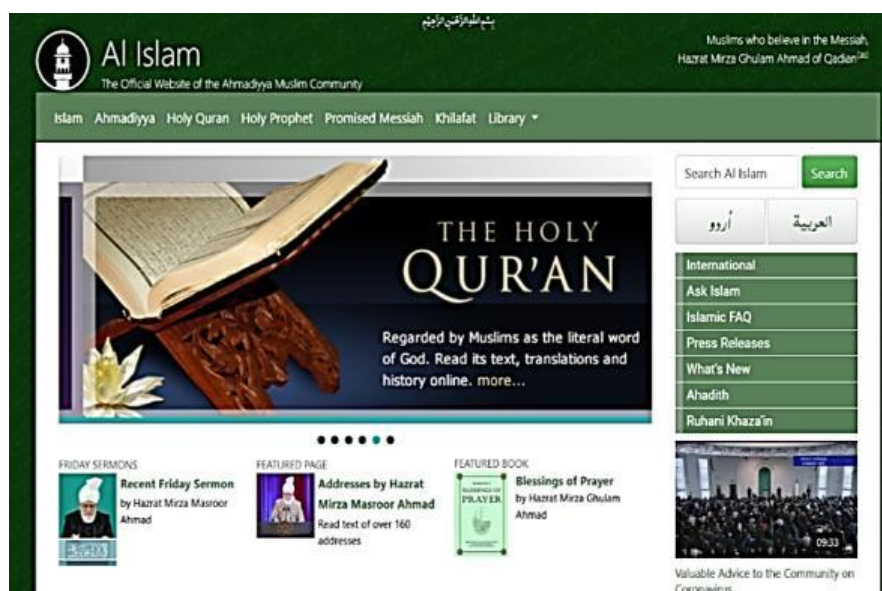 بِسْمِ اللهِ الرَّحْمٰنِ الرَّحِيْمِ
Al Islam
The Official Website of the Ahmadiyya Muslim Community
Muslims who believe in the Messiah,
Hazrat Mirza Ghulam Ahmad of Qadian[as]
Islam Ahmadiyya Holy Quran Holy Prophet Promised Messiah Khilafat Library
THE HOLY
QUR'AN
Regarded by Muslims as the literal word
of God. Read its text, translations and
history online. more...
Search Al Islam Search
اُردو العربية
International
Ask Islam
Islamic FAQ
Press Releases
What's New
Ahadith
Ruhani Khaza'in
09:33
Valuable Advice to the Community on
Coronavirus
FRIDAY SERMONS
Recent Friday Sermon
by Hazrat Mirza Masroor
Ahmad
FEATURED PAGE
Addresses by Hazrat
Mirza Masroor Ahmad
Read text of over 160
addresses
FEATURED BOOK
BLESSINGS OF
PRAYER
Blessings of Prayer
by Hazrat Mirza Ghulam
Ahmad